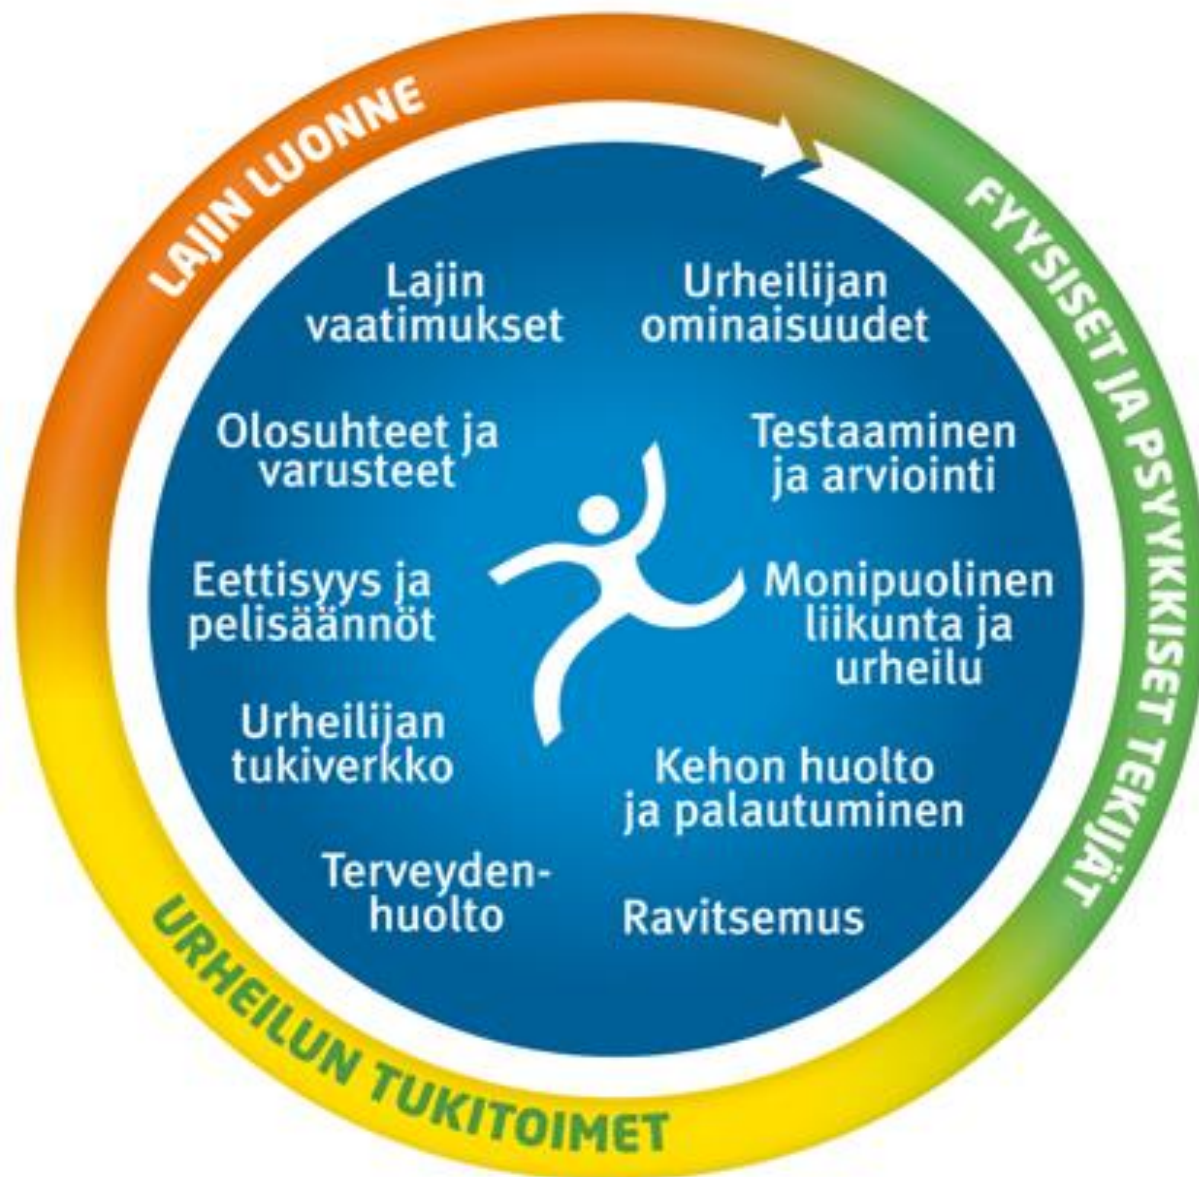 LAJIN LUONNE
FYYSISET JA PSYYKKISET TEKIJÄT
URHEILUN TUKITOIMET
Lajin
vaatimukset
Urheilijan
ominaisuudet
Olosuhteet ja
varusteet
Testaaminen
ja arviointi
Eettisyys ja
pelisäännöt
Monipuolinen
liikunta ja
urheilu
Urheilijan
tukiverkko
Kehon huolto
ja palautuminen
Terveyden-
huolto
Ravitsemus